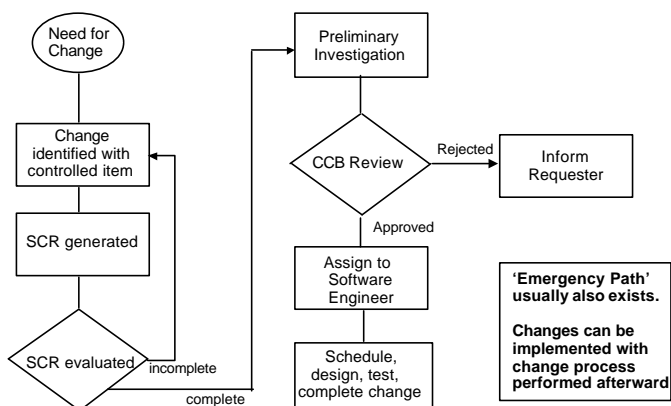 Need for
Change
Change
identified with
controlled item
SCR generated
SCR evaluated
incomplete
complete
Preliminary
Investigation
CCB Review
Rejected
Inform
Requester
Approved
Assign to
Software
Engineer
Schedule,
design, test,
complete change
‘Emergency Path’
usually also exists.
Changes can be
implemented with
change process
performed afterward